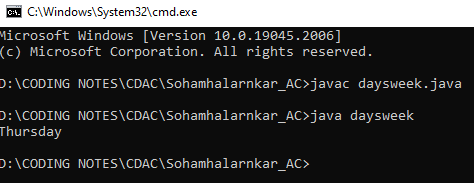 C:\Windows\System32\cmd.exe
Microsoft Windows [Version 10.0.19045.2006]
(c) Microsoft Corporation. All rights reserved.
D:\CODING NOTES\CDAC\Sohamhalarnkar_AC>javac daysweek.java
D:\CODING NOTES\CDAC\Sohamhalarnkar_AC>java daysweek
Thursday
D:\CODING NOTES\CDAC\Sohamhalarnkar_AC>